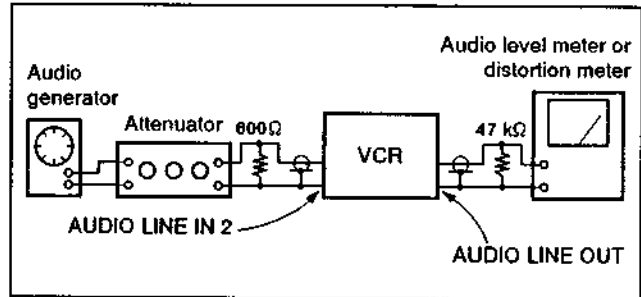 Audio level meter or
distortion meter
Audio
generator
Attenuator
600Ω
VCR
47 kΩ
AUDIO LINE IN 2
AUDIO LINE OUT